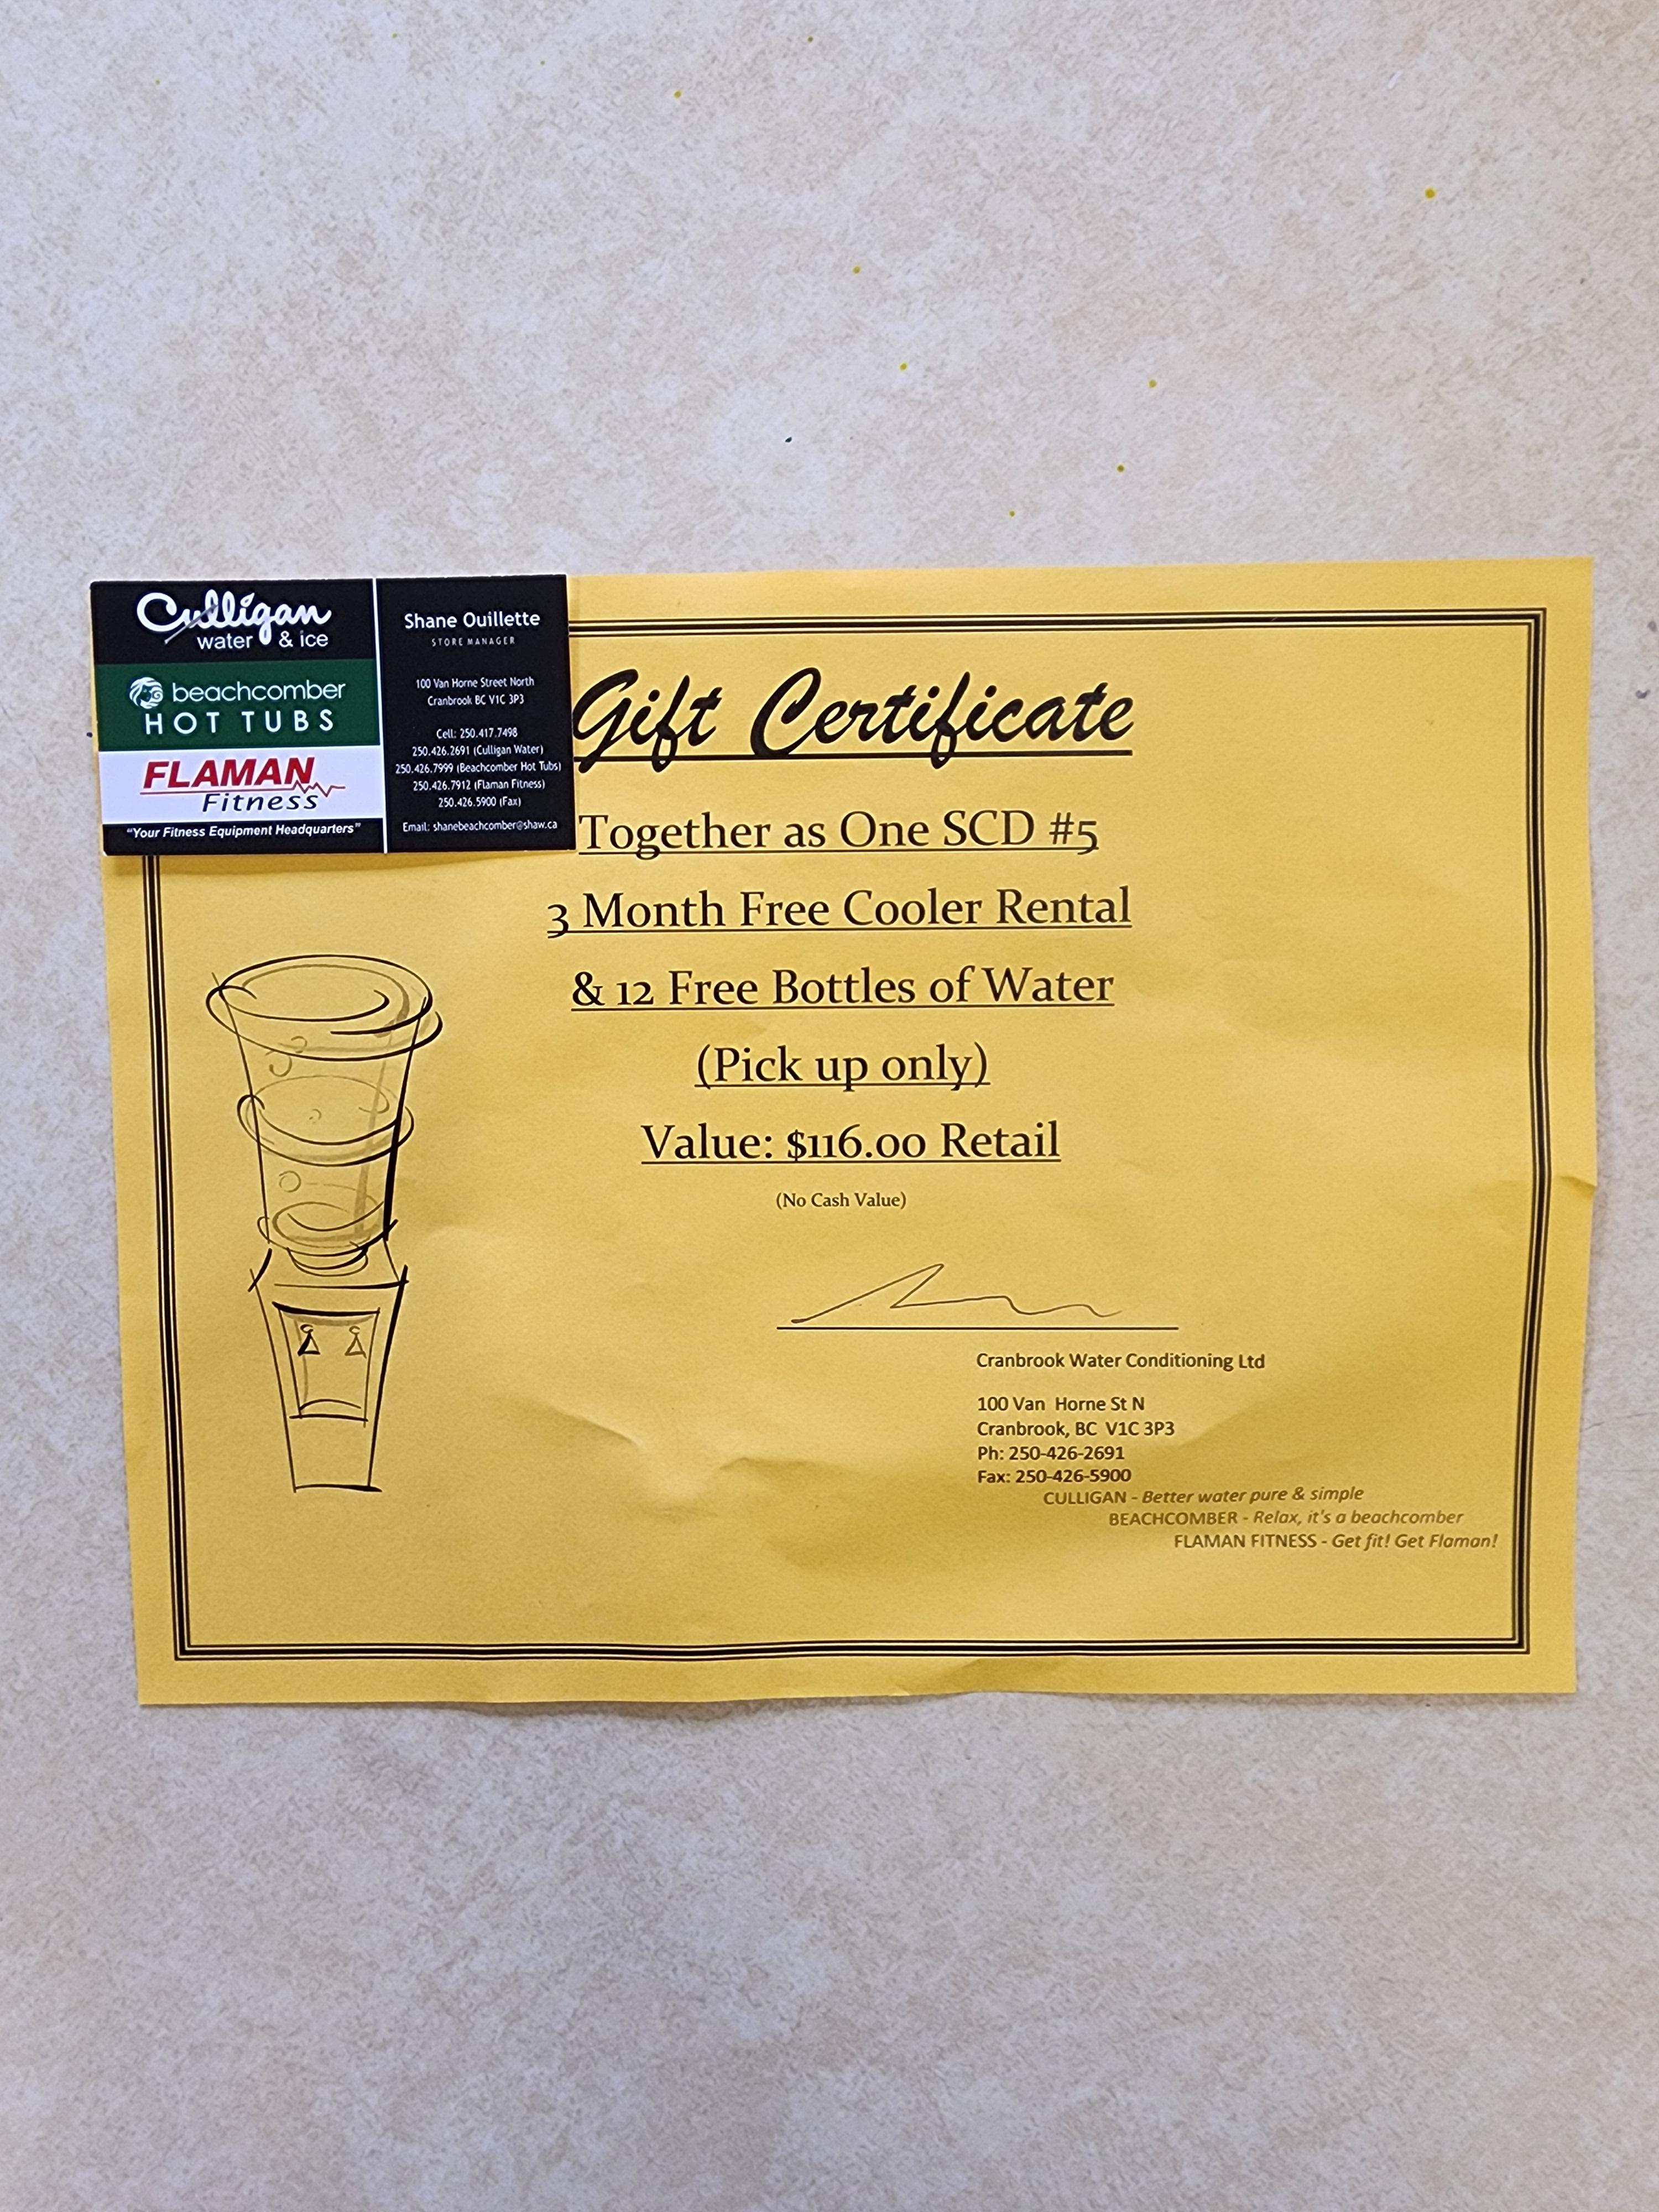 Culligan
water & ice
beachcomber
HOT TUBS
FLAMAN
Fitness
"Your Fitness Equipment Headquarters"
Shane Ouillette
STORE MANAGER
100 Van Horne Street North
Cranbrook BC V1C 3P3
Cell: 250.417.7498
250.426.2691 (Culligan Water)
250.426.7999 (Beachcomber Hot Tubs)
250.426.7912 (Flaman Fitness)
250.426.5900 (Fax)
Email: shanebeachcomber@shaw.ca
Gift Certificate
Together as One SCD #5
3 Month Free Cooler Rental
& 12 Free Bottles of Water
(Pick up only)
Value: $116.00 Retail
(No Cash Value)
Cranbrook Water Conditioning Ltd
100 Van Horne St N
Cranbrook, BC V1C 3P3
Ph: 250-426-2691
Fax: 250-426-5900
CULLIGAN - Better water pure & simple
BEACHCOMBER - Relax, it's a beachcomber
FLAMAN FITNESS - Get fit! Get Flaman!